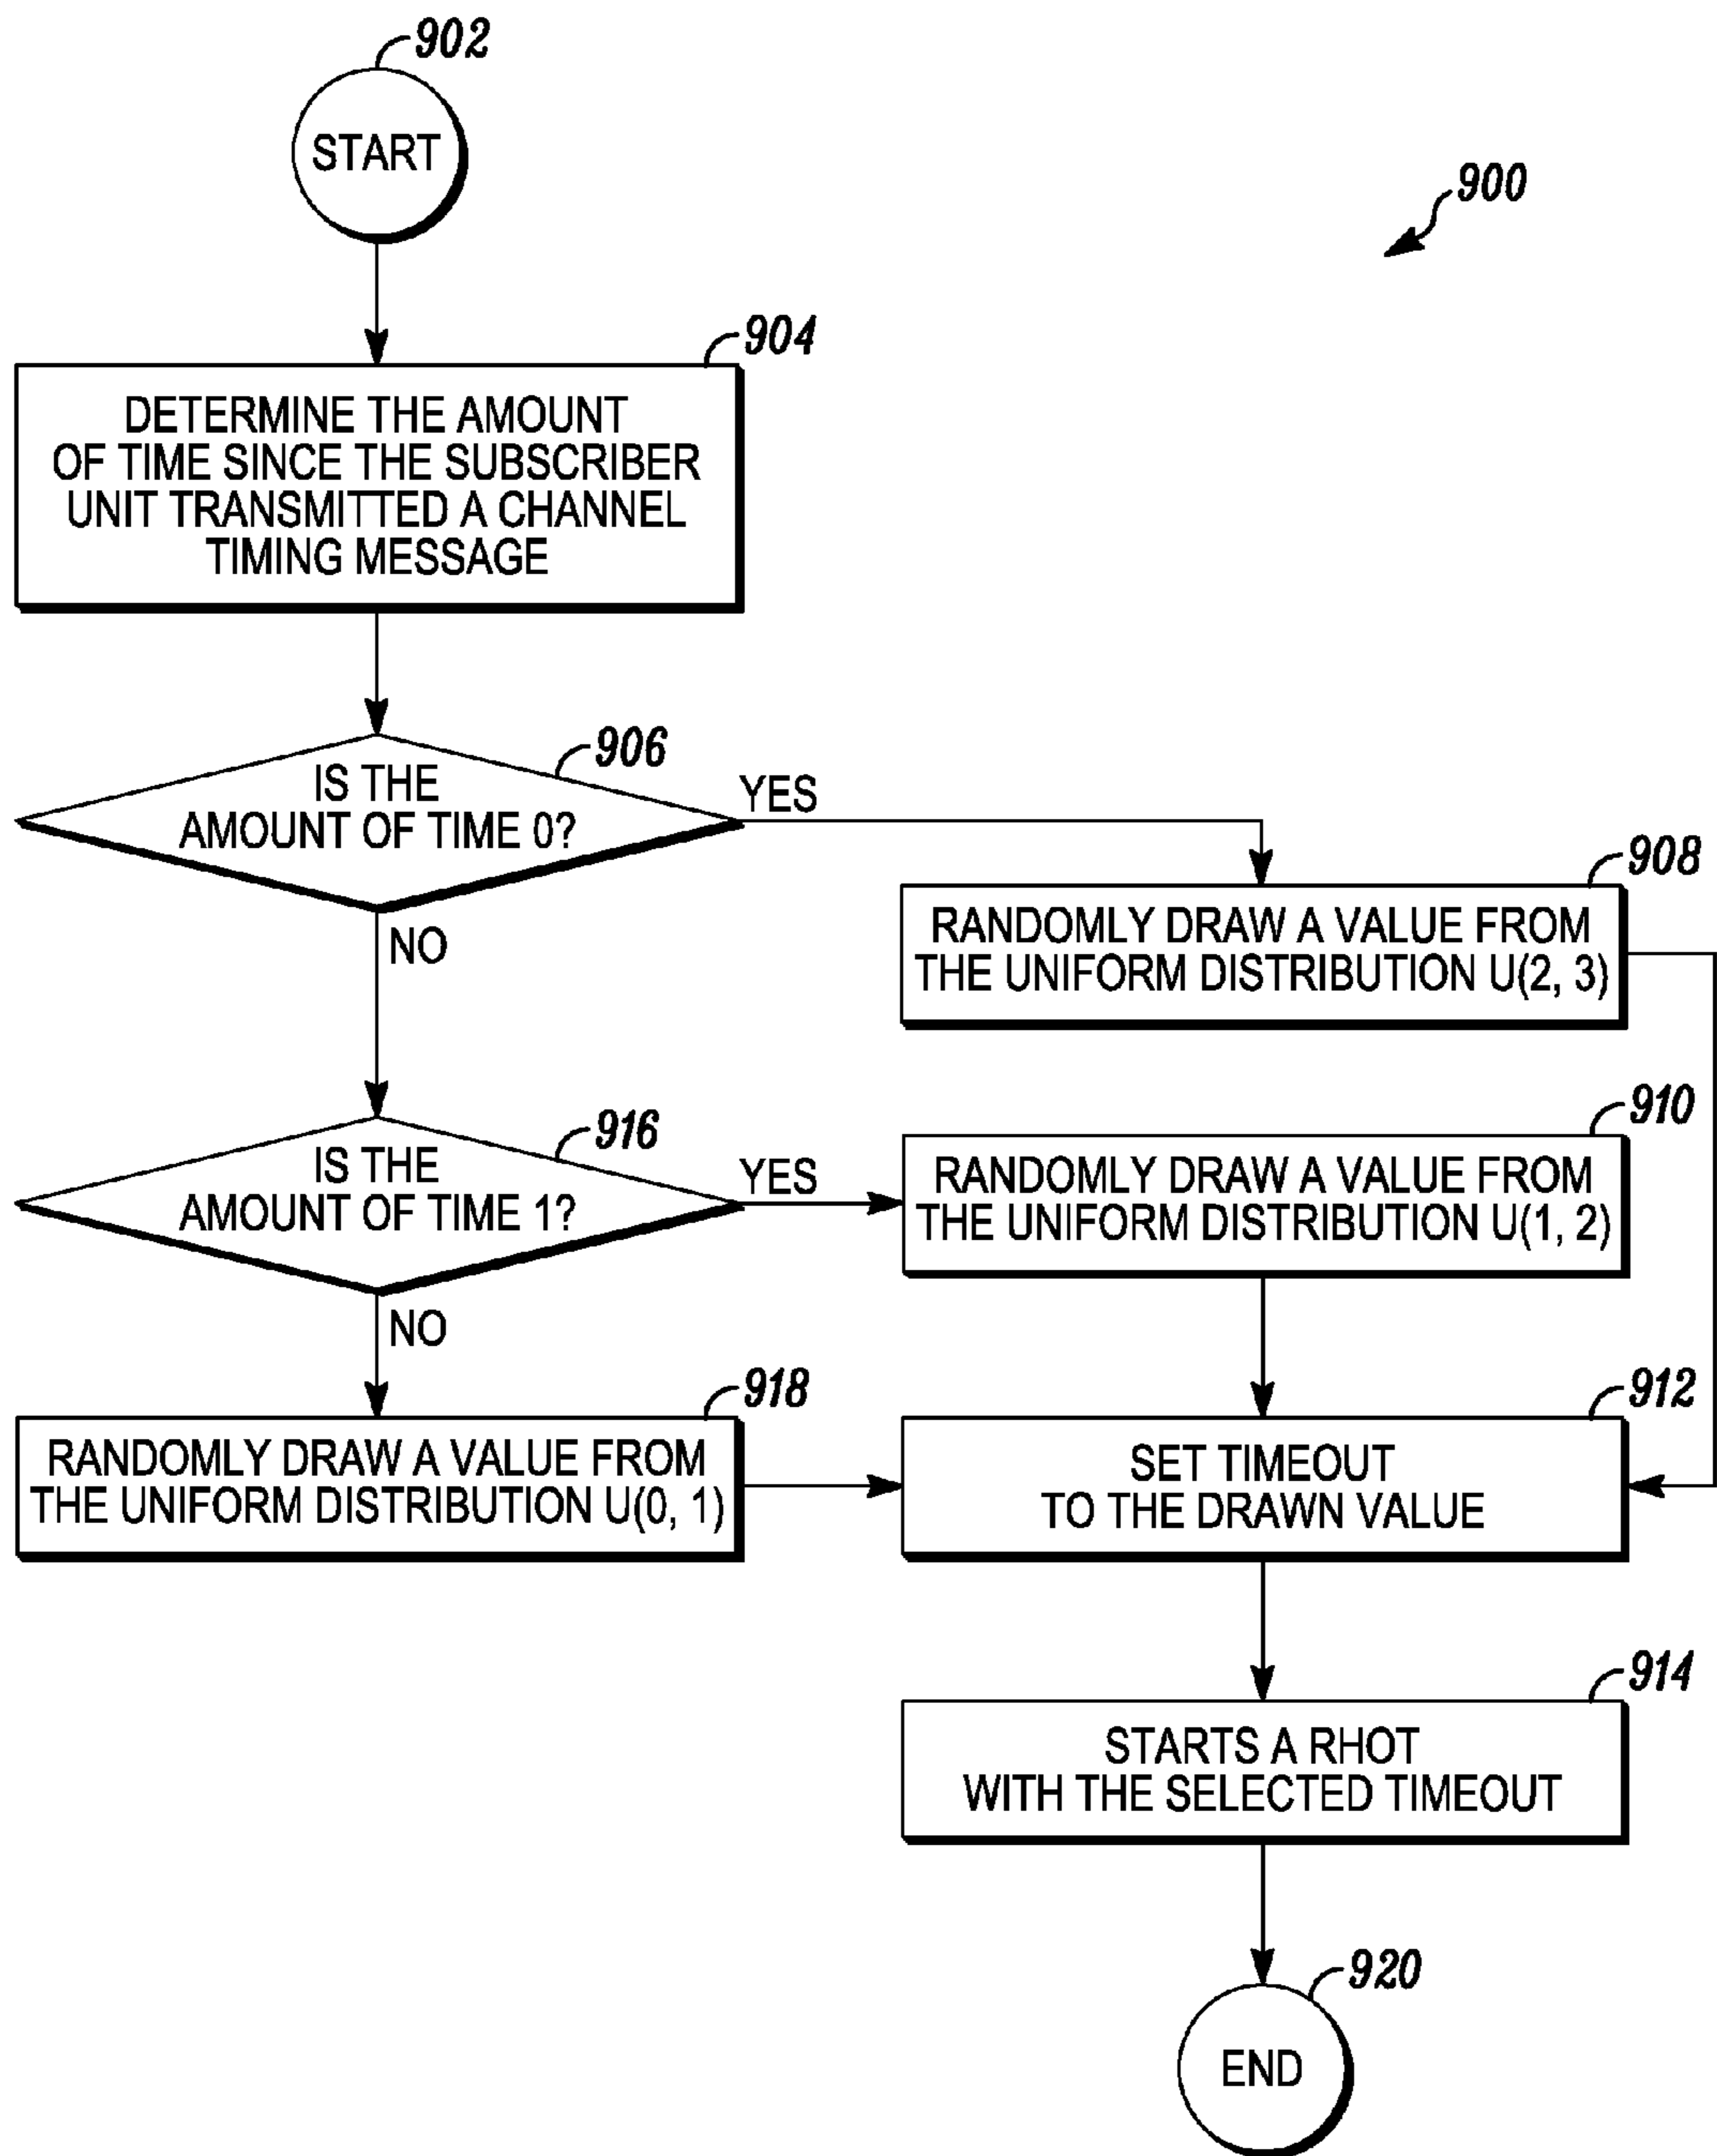 902
START
900
904
DETERMINE THE AMOUNT
OF TIME SINCE THE SUBSCRIBER
UNIT TRANSMITTED A CHANNEL
TIMING MESSAGE
906
IS THE
AMOUNT OF TIME 0?
YES
NO
908
RANDOMLY DRAW A VALUE FROM
THE UNIFORM DISTRIBUTION U(2, 3)
916
IS THE
AMOUNT OF TIME 1?
YES
NO
910
RANDOMLY DRAW A VALUE FROM
THE UNIFORM DISTRIBUTION U(1, 2)
918
RANDOMLY DRAW A VALUE FROM
THE UNIFORM DISTRIBUTION U(0, 1)
912
SET TIMEOUT
TO THE DRAWN VALUE
914
STARTS A RHOT
WITH THE SELECTED TIMEOUT
920
END